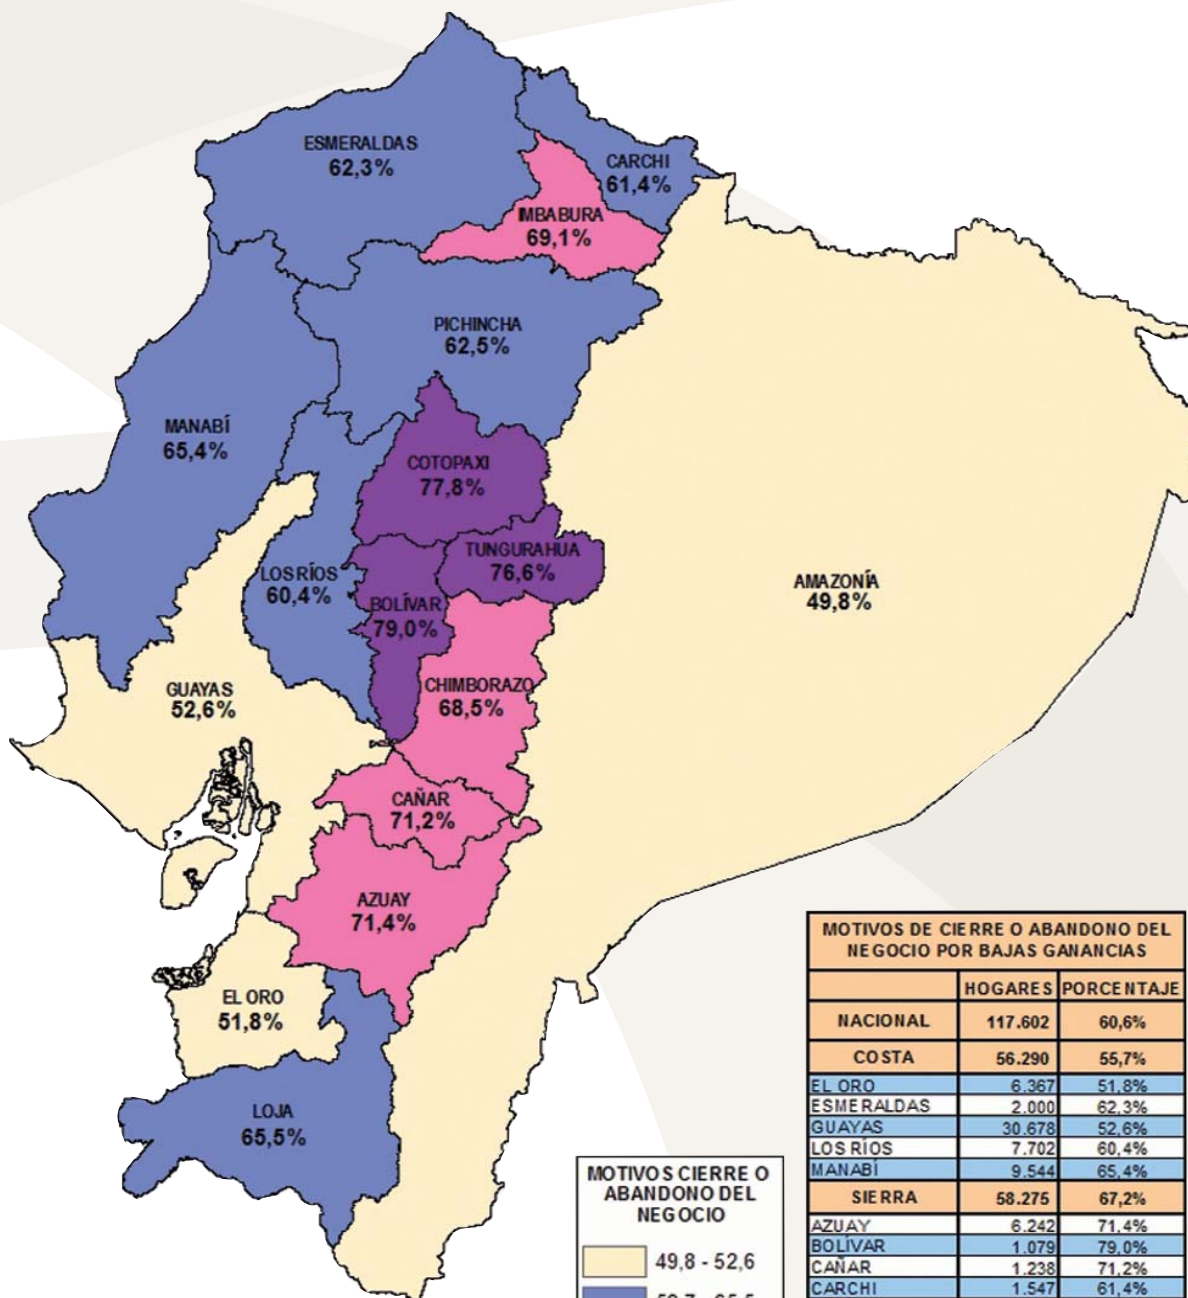 ESMERALDAS
62,3%
CARCHI
61,4%
IMBABURA
69,1%
PICHINCHA
62,5%
MANABÍ
65,4%
COTOPAXI
77,8%
TUNGURAHUA
76,6%
LOS RÍOS
60,4%
BOLÍVAR
79,0%
AMAZONÍA
49,8%
GUAYAS
52,6%
CHIMBORAZO
68,5%
CAÑAR
71,2%
AZUAY
71,4%
EL ORO
51,8%
LOJA
65,5%
MOTIVOS CIERRE O
ABANDONO DEL
NEGOCIO
49,8 - 52,6
MOTIVOS DE CIERRE O ABANDONO DEL
NEGOCIO POR BAJAS GANANCIAS
HOGARES PORCENTAJE
NACIONAL 117.602 60,6%
COSTA 56.290 55,7%
EL ORO 6.367 51,8%
ESMERALDAS 2.000 62,3%
GUAYAS 30.678 52,6%
LOS RÍOS 7.702 60,4%
MANABÍ 9.544 65,4%
SIERRA 58.275 67,2%
AZUAY 6.242 71,4%
BOLÍVAR 1.079 79,0%
CAÑAR 1.238 71,2%
CARCHI 1.547 61,4%